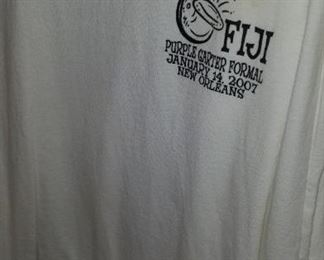 FIJI
PURPLE GARTER FORMAL
JANUARY 14, 2007
NEW ORLEANS